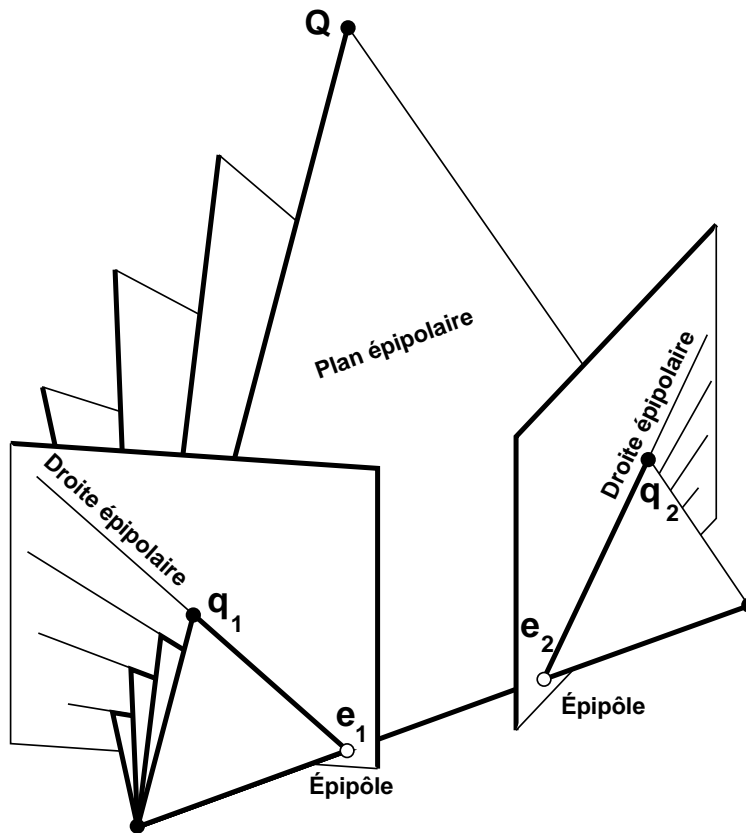 Q
Plan épipolaire
Droite épipolaire
q2
Droite épipolaire
q1
e2
Épipôle
e1
Épipôle